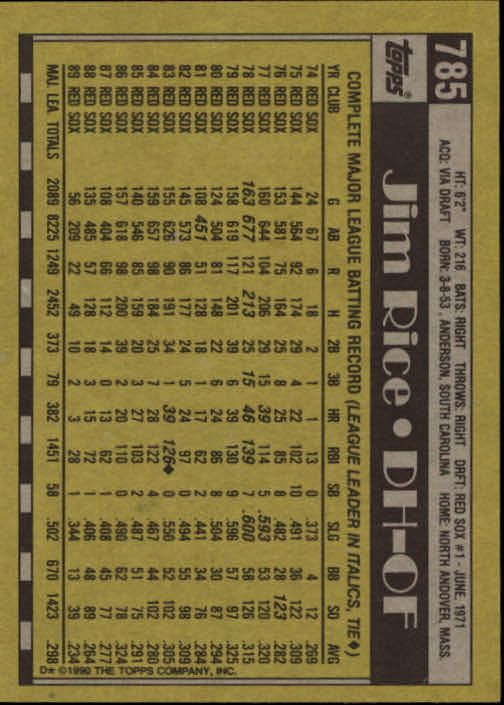 785
topps®
Jim Rice • DH-OF
HT: 6'2" WT: 216 BATS: RIGHT THROWS: RIGHT DRFT: RED SOX #1 - JUNE, 1971
ACQ: VIA DRAFT BORN: 3-8-53, ANDERSON, SOUTH CAROLINA HOME: NORTH ANDOVER, MASS.
COMPLETE MAJOR LEAGUE BATTING RECORD (LEAGUE LEADER IN ITALICS, TIE♦)
YR CLUB G AB R H 2B 3B HR RBI SB SLG BB SO AVG
74 RED SOX 24 67 6 18 2 1 1 13 0 .373 4 12 .269
75 RED SOX 144 564 92 174 29 4 22 102 10 .491 36 122 .309
76 RED SOX 153 581 75 164 25 8 25 85 8 .482 28 123 .282
77 RED SOX 160 644 104 206 29 15 39 114 5 .593 53 120 .320
78 RED SOX 163 677 121 213 25 15 46 139 7 .600 58 126 .315
79 RED SOX 158 619 117 201 39 6 39 130 9 .596 57 97 .325
80 RED SOX 124 504 81 148 22 6 24 86 8 .504 30 87 .294
81 RED SOX 108 451 51 128 18 1 17 62 2 .441 34 76 .284
82 RED SOX 145 573 86 177 24 5 24 97 0 .494 55 98 .309
83 RED SOX 155 626 90 191 34 1 39 126♦ 0 .550 52 102 .305
84 RED SOX 159 657 98 184 25 7 28 122 4 .467 44 102 .280
85 RED SOX 140 546 85 159 20 3 27 103 2 .487 51 75 .291
86 RED SOX 157 618 98 200 39 2 20 110 0 .490 62 78 .324
87 RED SOX 108 404 66 112 14 0 13 62 1 .408 45 77 .277
88 RED SOX 135 485 57 128 18 3 15 72 1 .406 48 89 .264
89 RED SOX 56 209 22 49 10 2 3 28 1 .344 13 39 .234
MAJ. LEA. TOTALS 2089 8225 1249 2452 373 79 382 1451 58 .502 670 1423 .298
D* ©1990 THE TOPPS COMPANY, INC.